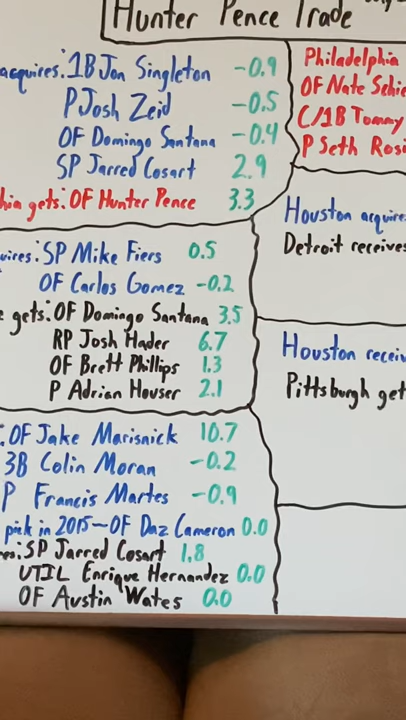 Hunter Pence Trade
acquires: 1B Jon Singleton -0.9
P Josh Zeid -0.5
OF Domingo Santana -0.4
SP Jarred Cosart 2.9
hia gets: OF Hunter Pence 3.3
uires: SP Mike Fiers 0.5
OF Carlos Gomez -0.2
e gets: OF Domingo Santana 3.5
RP Josh Hader 6.7
OF Brett Phillips 1.3
P Adrian Houser 2.1
: OF Jake Marisnick 10.7
3B Colin Moran -0.2
P Francis Martes -0.9
pick in 2015-OF Daz Cameron 0.0
SP Jarred Cosart 1.8
UTIL Enrique Hernandez 0.0
OF Austin Wates 0.0
Philadelphia
OF Nate Schie
C/1B Tommy
P Seth Rosi
Houston acquire
Detroit receives
Houston receiv
Pittsburgh get